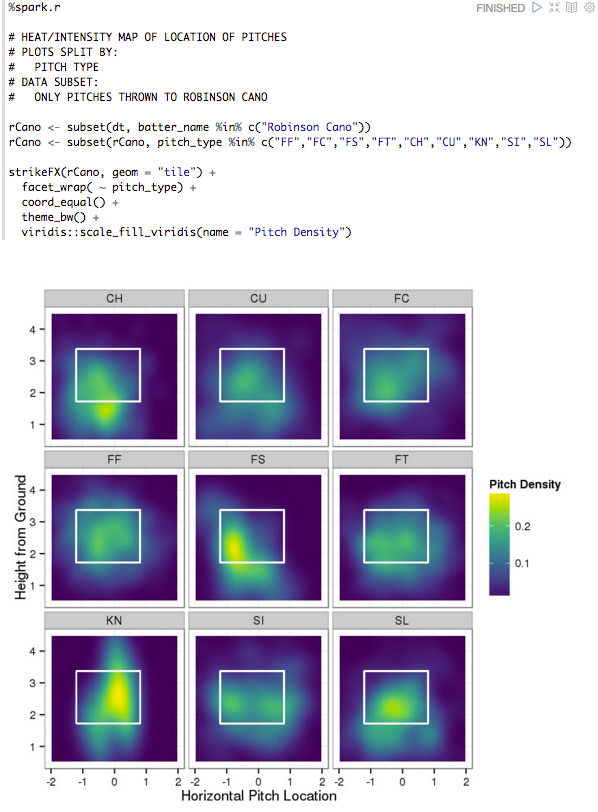 %spark.r
FINISHED
# HEAT/INTENSITY MAP OF LOCATION OF PITCHES
# PLOTS SPLIT BY:
#   PITCH TYPE
# DATA SUBSET:
#   ONLY PITCHES THROWN TO ROBINSON CANO
rCano <- subset(dt, batter_name %in% c("Robinson Cano"))
rCano <- subset(rCano, pitch_type %in% c("FF","FC","FS","FT","CH","CU","KN","SI","SL"))
strikeFX(rCano, geom = "tile") +
  facet_wrap( ~ pitch_type) +
  coord_equal() +
  theme_bw() +
  viridis::scale_fill_viridis(name = "Pitch Density")
CH CU FC
4
3
2
1
FF FS FT
4
3
2
1
KN SI SL
4
3
2
1
-2 -1 0 1 2 -2 -1 0 1 2 -2 -1 0 1 2
Horizontal Pitch Location
Height from Ground
Pitch Density
0.2
0.1